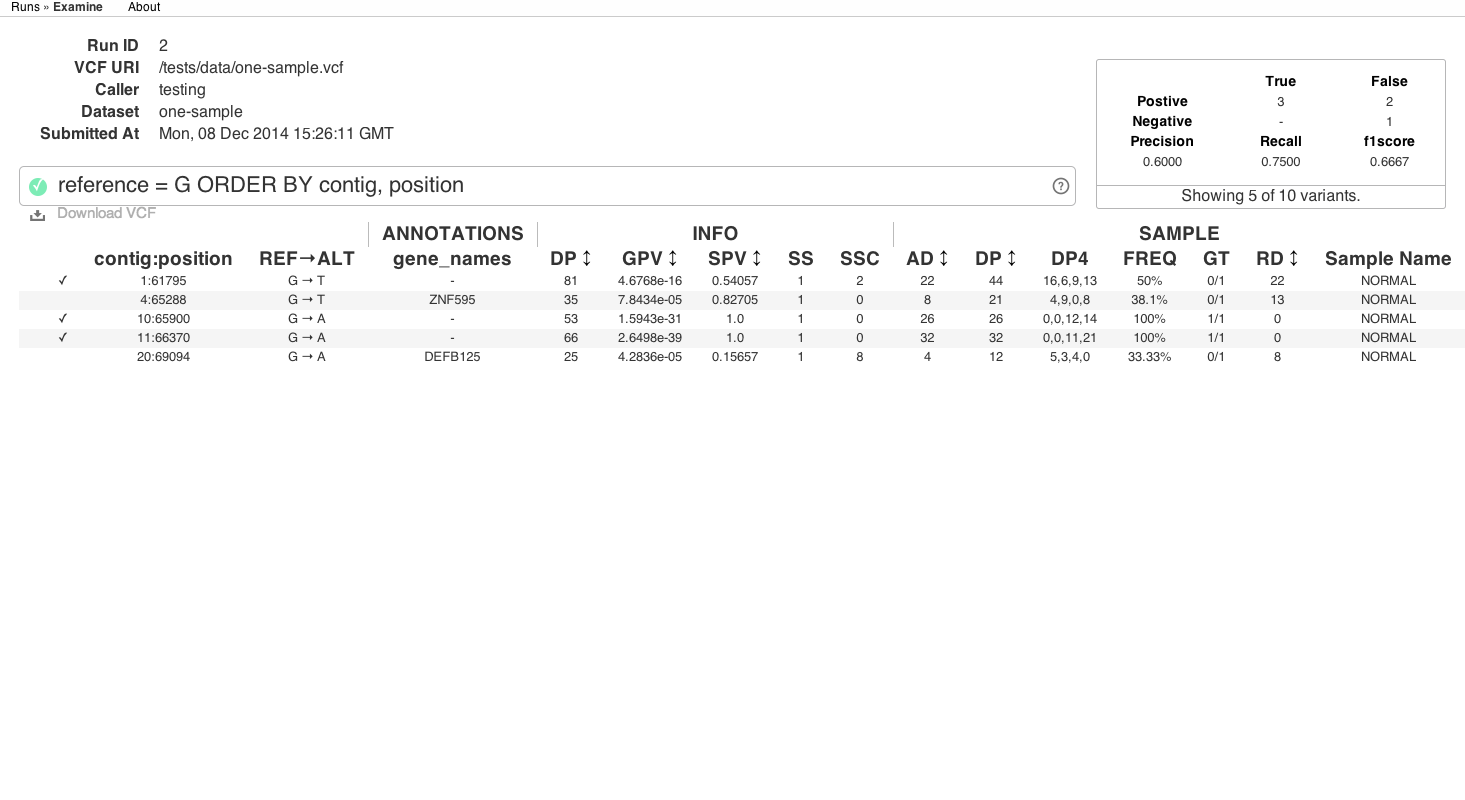 Runs » Examine About
Run ID 2
VCF URI /tests/data/one-sample.vcf
Caller testing
Dataset one-sample
Submitted At Mon, 08 Dec 2014 15:26:11 GMT
True False
Postive 3 2
Negative - 1
Precision Recall f1score
0.6000 0.7500 0.6667
Showing 5 of 10 variants.
✓ reference = G ORDER BY contig, position ?
Download VCF
ANNOTATIONS INFO SAMPLE
contig:position REF→ALT gene_names DP ↕ GPV ↕ SPV ↕ SS SSC AD ↕ DP ↕ DP4 FREQ GT RD ↕ Sample Name
✓ 1:61795 G → T - 81 4.6768e-16 0.54057 1 2 22 44 16,6,9,13 50% 0/1 22 NORMAL
4:65288 G → T ZNF595 35 7.8434e-05 0.82705 1 0 8 21 4,9,0,8 38.1% 0/1 13 NORMAL
✓ 10:65900 G → A - 53 1.5943e-31 1.0 1 0 26 26 0,0,12,14 100% 1/1 0 NORMAL
✓ 11:66370 G → A - 66 2.6498e-39 1.0 1 0 32 32 0,0,11,21 100% 1/1 0 NORMAL
20:69094 G → A DEFB125 25 4.2836e-05 0.15657 1 8 4 12 5,3,4,0 33.33% 0/1 8 NORMAL